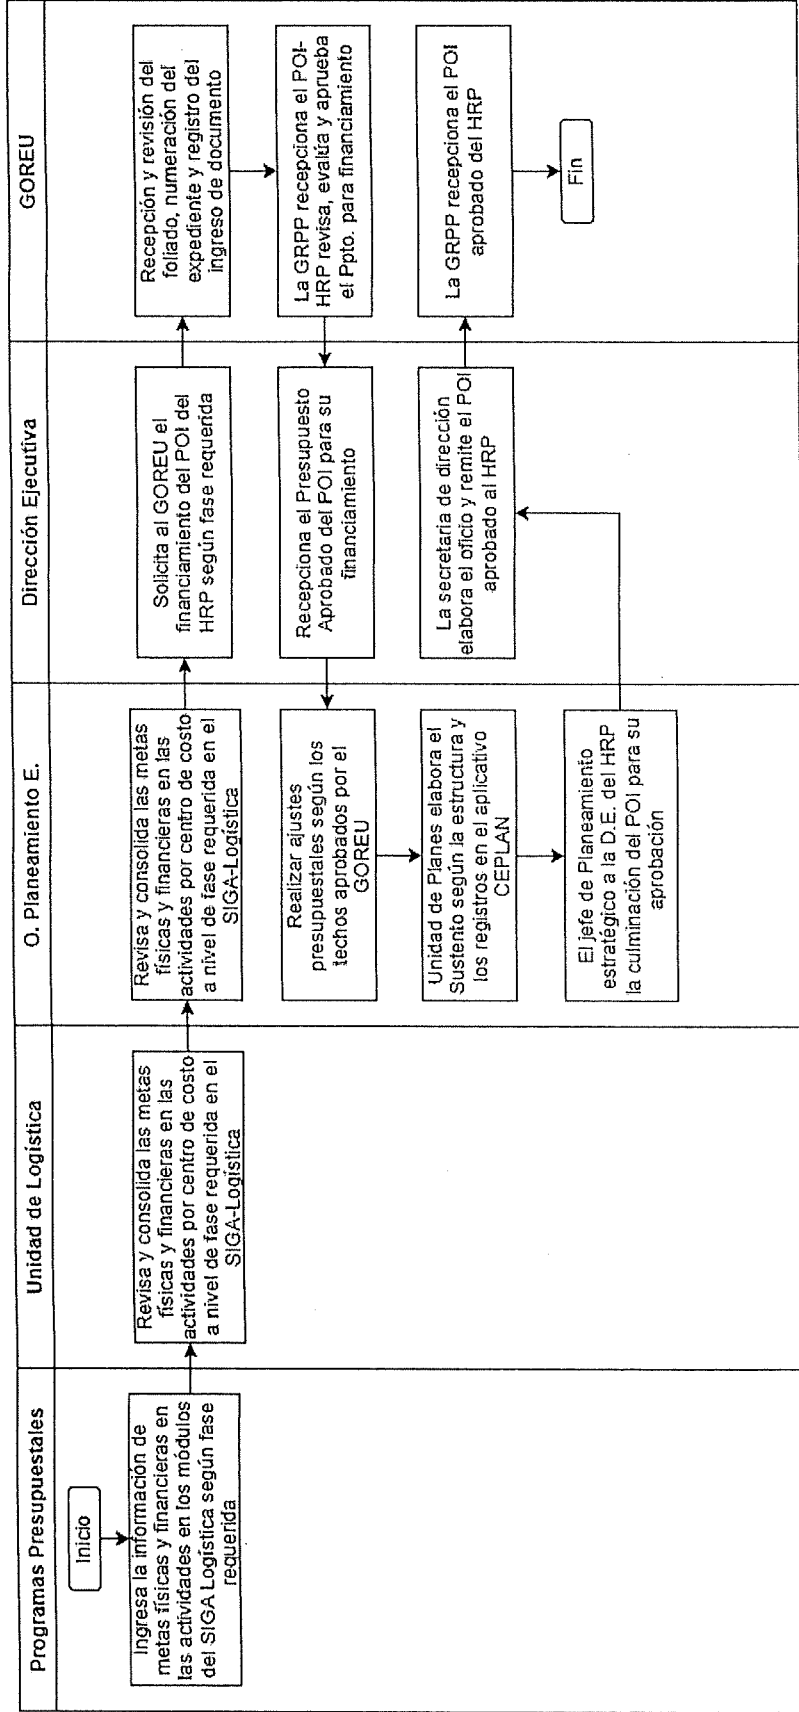 Programas Presupuestales
Unidad de Logística
O. Planeamiento E.
Dirección Ejecutiva
GOREU
Inicio
Ingresa la información de
metas físicas y financieras en
las actividades en los módulos
del SIGA Logística según fase
requerida
Revisa y consolida las metas
físicas y financieras en las
actividades por centro de costo
a nivel de fase requerida en el
SIGA-Logística
Revisa y consolida las metas
físicas y financieras en las
actividades por centro de costo
a nivel de fase requerida en el
SIGA-Logística
Solicita al GOREU el
financiamiento del POI del
HRP según fase requerida
Recepción y revisión del
foliado, numeración del
expediente y registro del
ingreso de documento
La GRPP recepciona el POI-
HRP revisa, evalúa y aprueba
el Ppto. para financiamiento
Recepciona el Presupuesto
Aprobado del POI para su
financiamiento
Realizar ajustes
presupuestales según los
techos aprobados por el
GOREU
Unidad de Planes elabora el
Sustento según la estructura y
los registros en el aplicativo
CEPLAN
El jefe de Planeamiento
estratégico a la D.E. del HRP
la culminación del POI para su
aprobación
La secretaria de dirección
elabora el oficio y remite el POI
aprobado al HRP
La GRPP recepciona el POI
aprobado del HRP
Fin